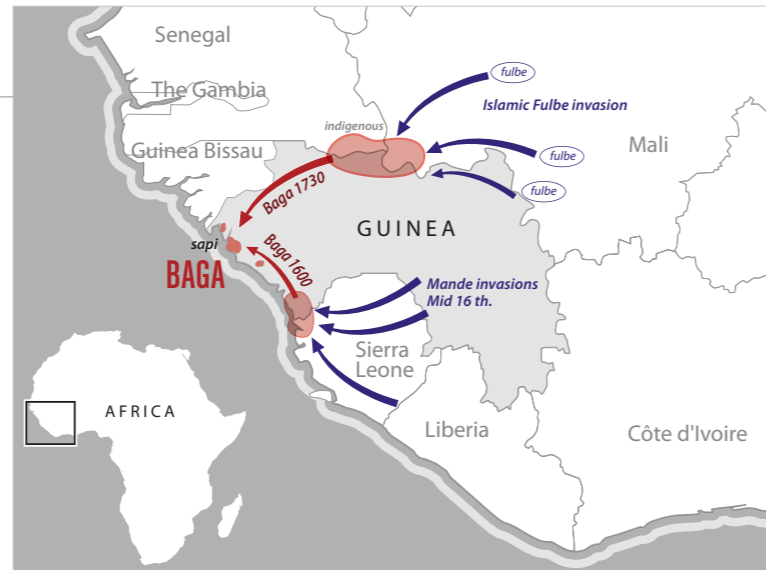 Senegal
fulbe
The Gambia
Islamic Fulbe invasion
indigenous
Guinea Bissau
Mali
fulbe
fulbe
Baga 1730
GUINEA
sapi
BAGA
Baga 1600
Mande invasions
Mid 16 th.
Sierra
Leone
AFRICA
Liberia
Côte d'Ivoire